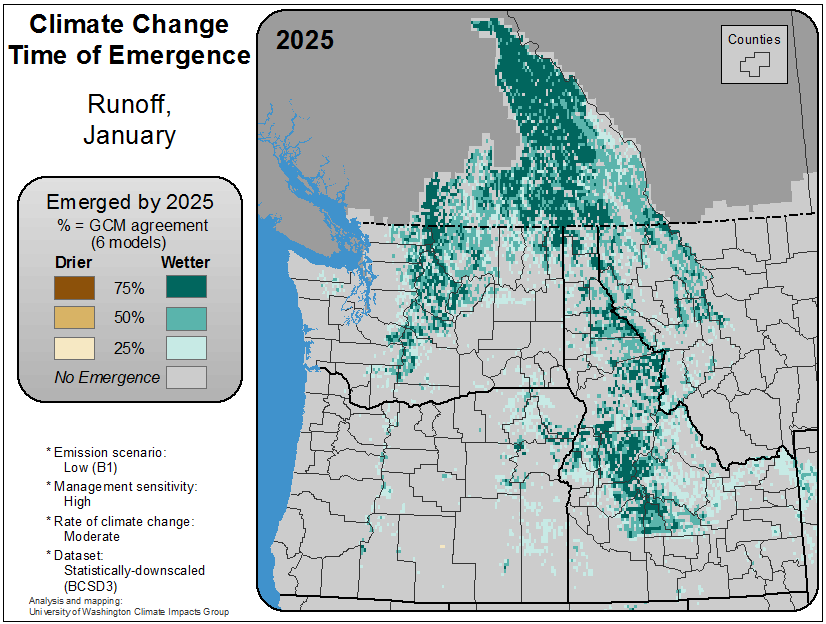 Climate Change
Time of Emergence
Runoff,
January
Emerged by 2025
% = GCM agreement
(6 models)
Drier Wetter
75%
50%
25%
No Emergence
* Emission scenario:
Low (B1)
* Management sensitivity:
High
* Rate of climate change:
Moderate
* Dataset:
Statistically-downscaled
(BCSD3)
Analysis and mapping:
University of Washington Climate Impacts Group
2025
Counties